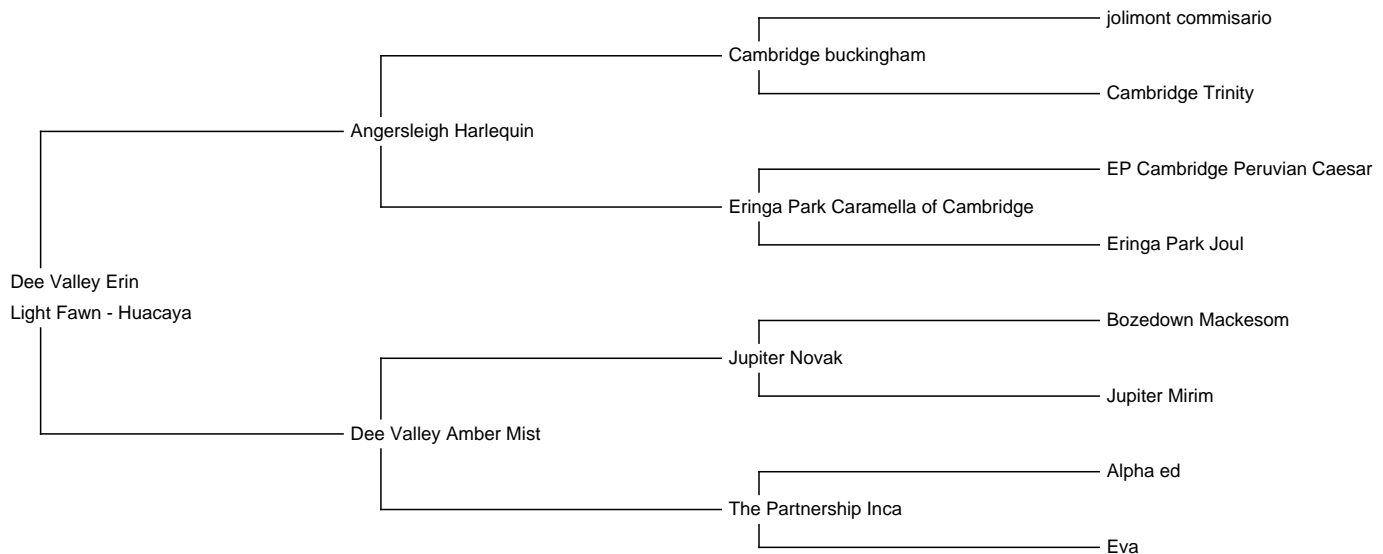 jolimont commisario
Cambridge buckingham
Cambridge Trinity
Angersleigh Harlequin
EP Cambridge Peruvian Caesar
Eringa Park Caramella of Cambridge
Eringa Park Joul
Dee Valley Erin
Light Fawn - Huacaya
Bozedown Mackesom
Jupiter Novak
Jupiter Mirim
Dee Valley Amber Mist
Alpha ed
The Partnership Inca
Eva